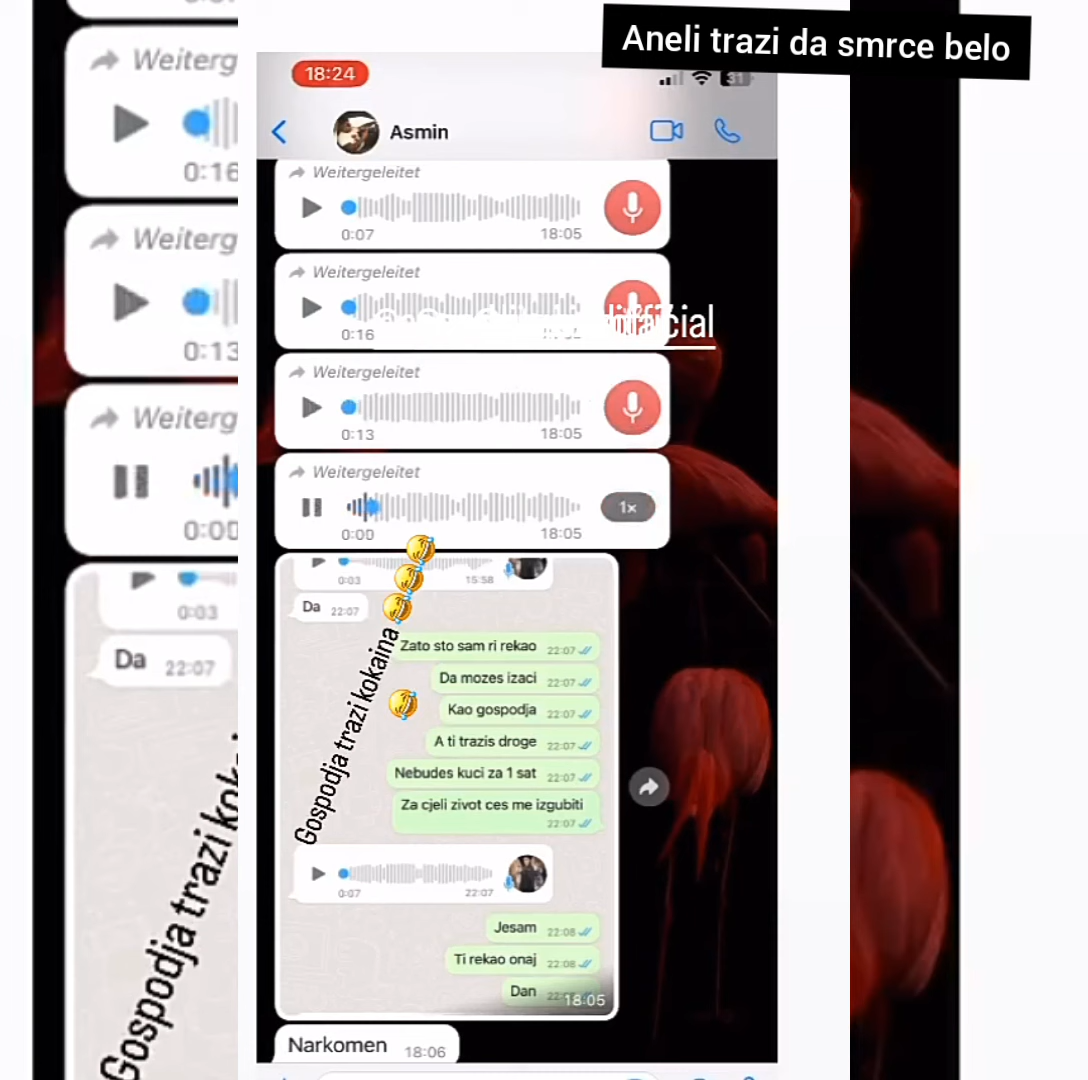 Aneli trazi da smrce belo
18:24
31
Asmin
Weitergeleitet
0:07 18:05
Weitergeleitet
0:16
Weitergeleitet
0:13 18:05
Weitergeleitet
1x
0:00 18:05
0:03 15:58
Da 22:07
Zato sto sam ri rekao 22:07
Da mozes izaci 22:07
Kao gospodja 22:07
A ti trazis droge 22:07
Nebudes kuci za 1 sat 22:07
Za cjeli zivot ces me izgubiti
22:07
Gospodja trazi kokaina
0:07 22:07
Jesam 22:08
Ti rekao onaj 22:08
Dan
18:05
Narkomen 18:06
Weiterg
0:16
Weiterg
0:13
Weiterg
0:00
0:03
Da 22:07
Gospodja trazi koka